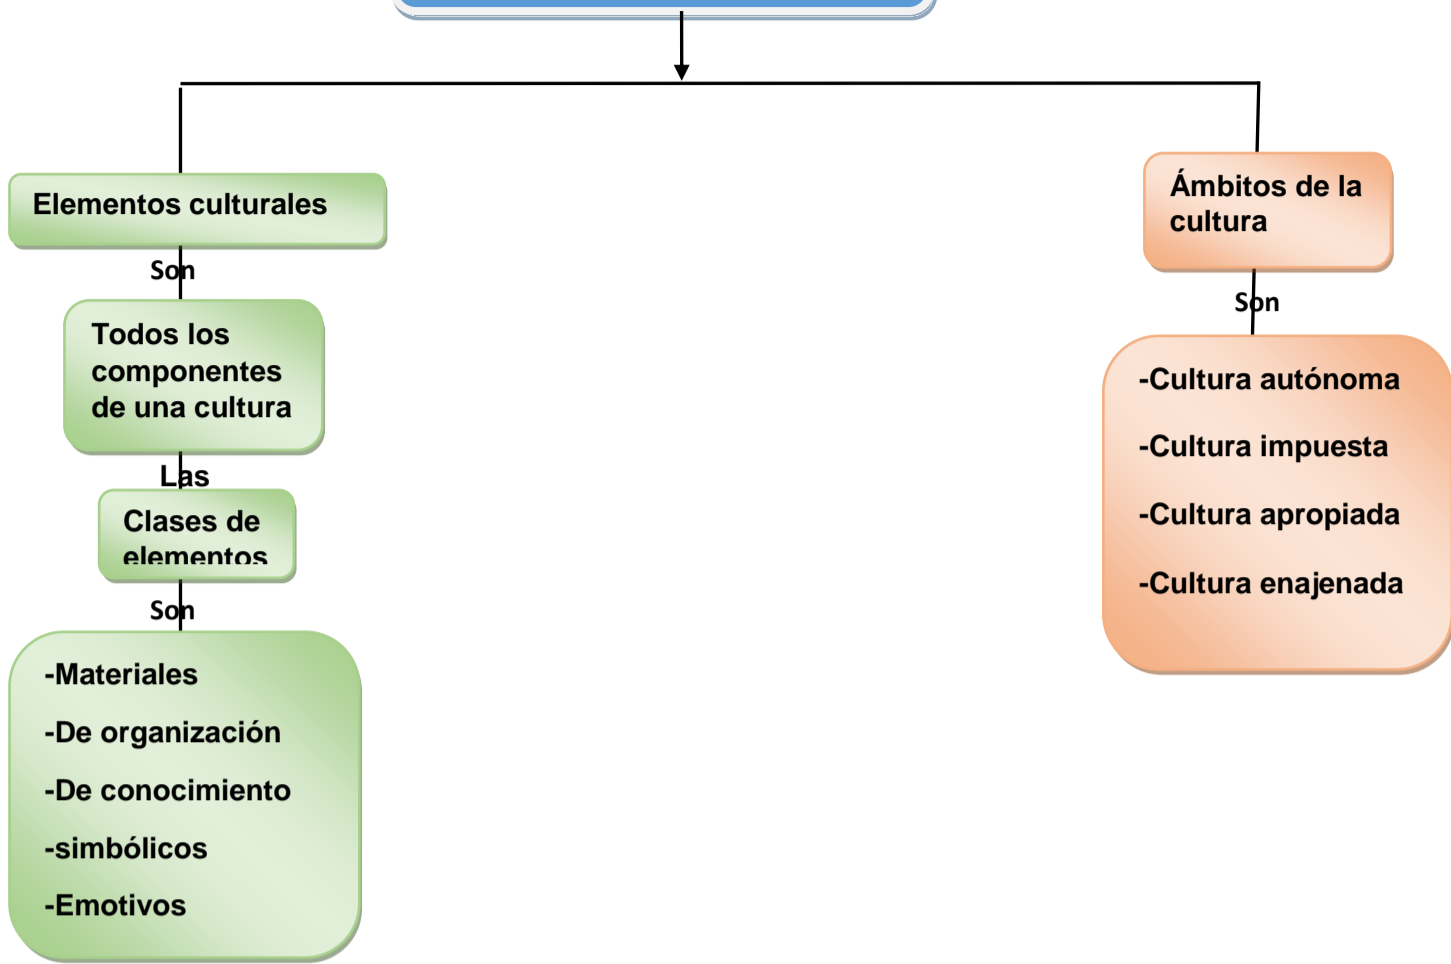 Elementos culturales
Son
Todos los
componentes
de una cultura
Las
Clases de
elementos
Son
-Materiales
-De organización
-De conocimiento
-simbólicos
-Emotivos
Ámbitos de la
cultura
Son
-Cultura autónoma
-Cultura impuesta
-Cultura apropiada
-Cultura enajenada